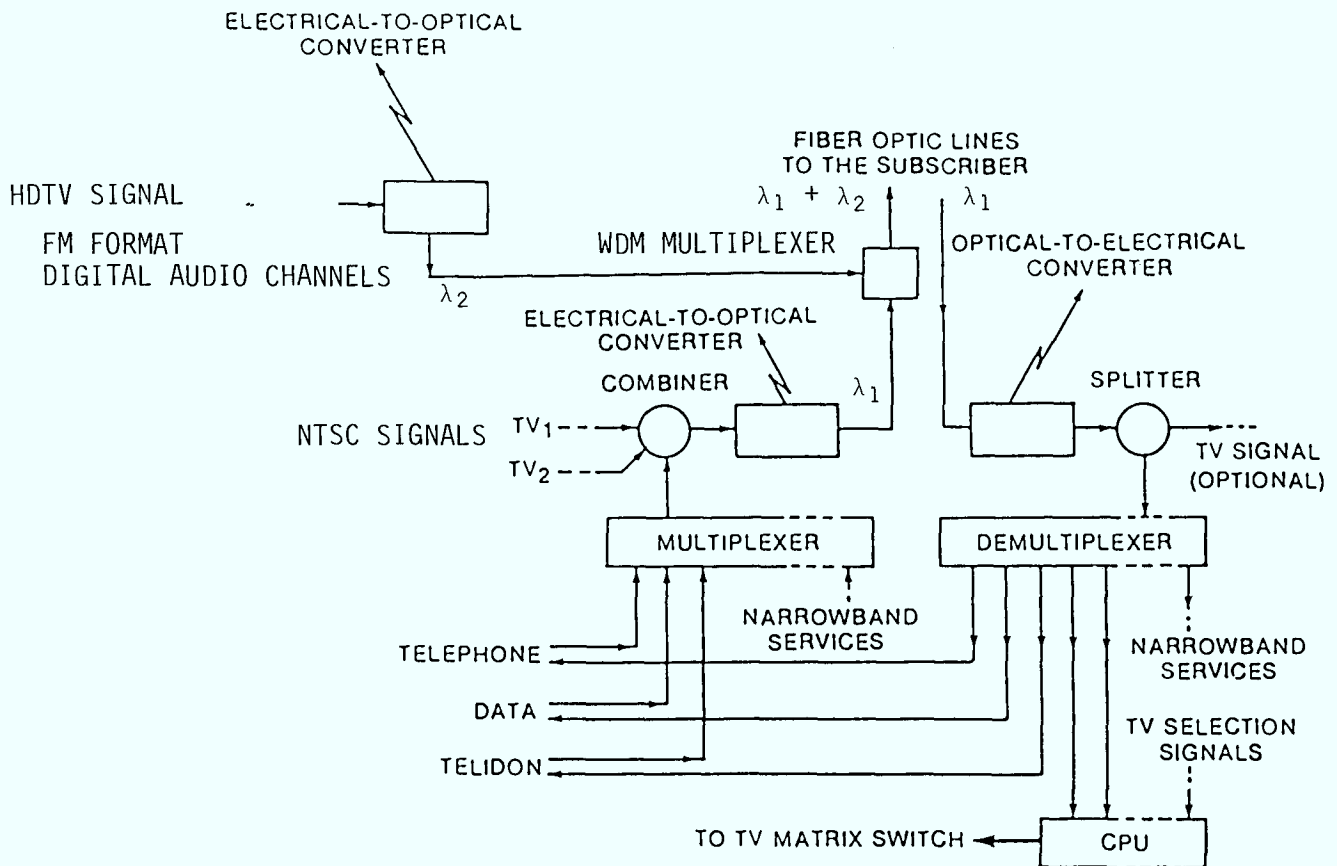 ELECTRICAL-TO-OPTICAL
CONVERTER
FIBER OPTIC LINES
TO THE SUBSCRIBER
HDTV SIGNAL
λ1 + λ2
λ1
FM FORMAT
DIGITAL AUDIO CHANNELS
WDM MULTIPLEXER
OPTICAL-TO-ELECTRICAL
CONVERTER
λ2
ELECTRICAL-TO-OPTICAL
CONVERTER
COMBINER
λ1
SPLITTER
NTSC SIGNALS
TV1
TV2
TV SIGNAL
(OPTIONAL)
MULTIPLEXER
DEMULTIPLEXER
NARROWBAND
SERVICES
TELEPHONE
NARROWBAND
SERVICES
DATA
TV SELECTION
SIGNALS
TELIDON
TO TV MATRIX SWITCH
CPU